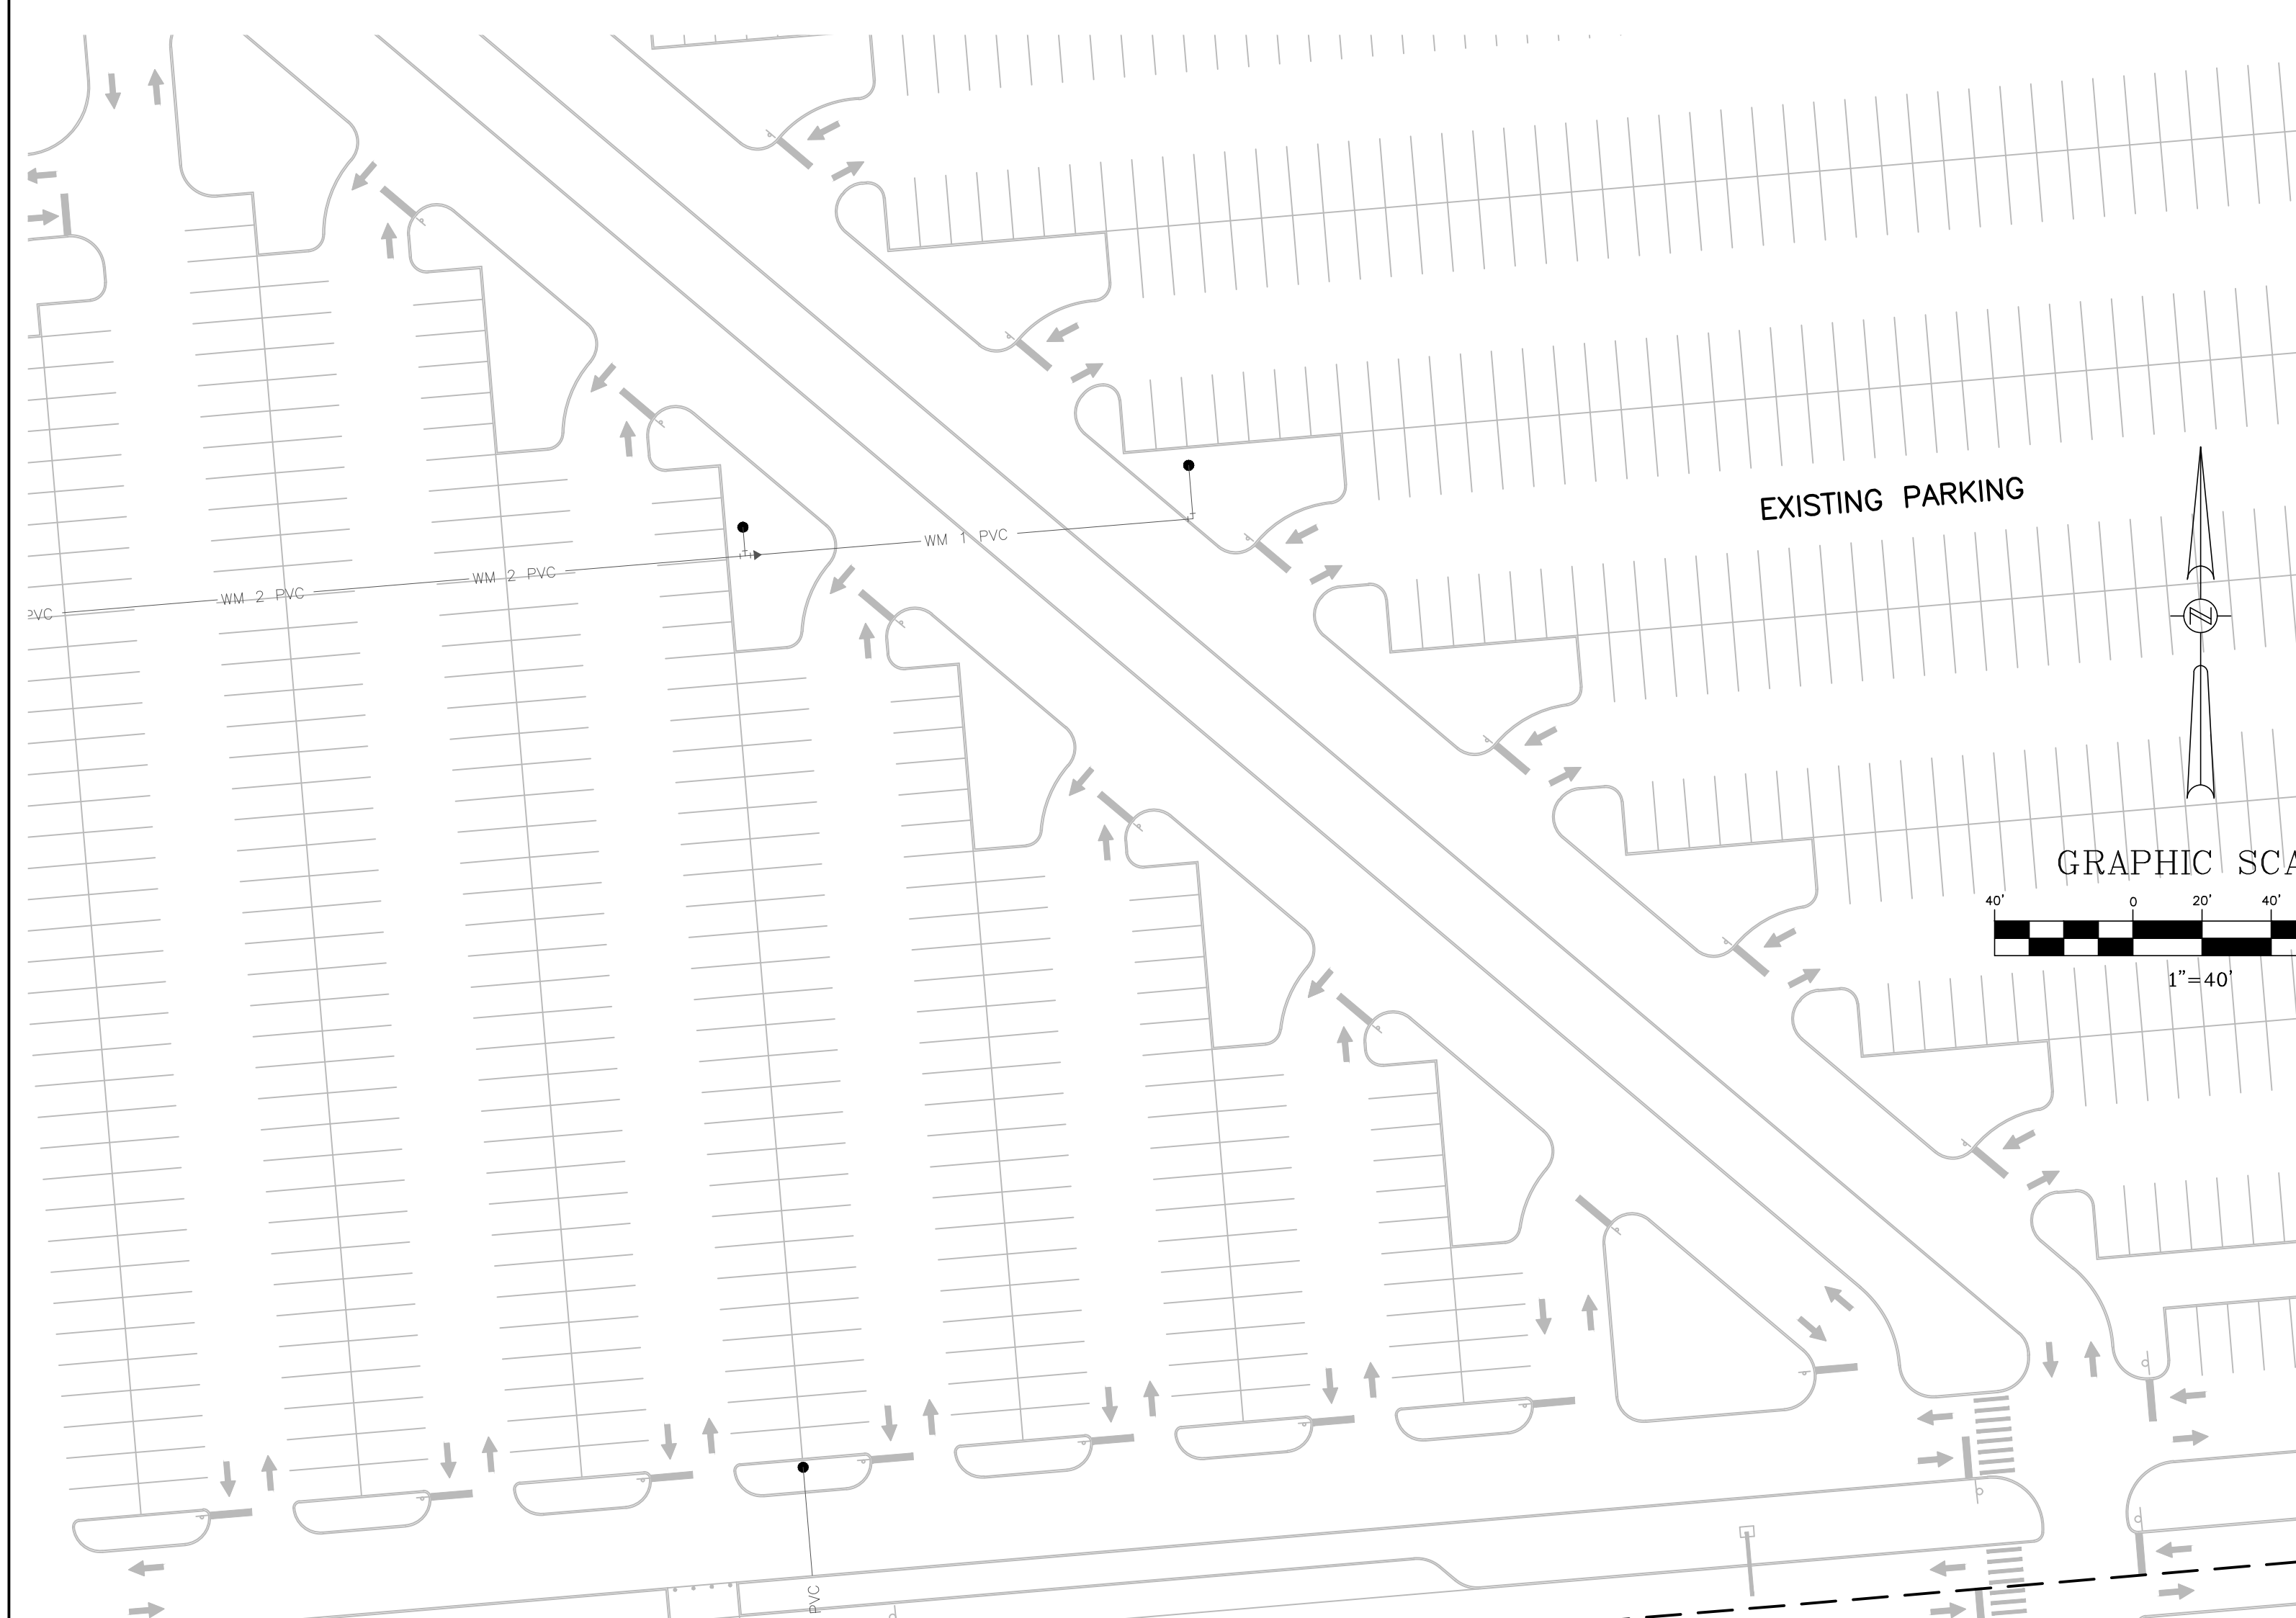 EXISTING PARKING
WM 1 PVC
WM 2 PVC
WM 2 PVC
PVC
N
GRAPHIC
40' 0 20' 40'
1"=40'
PVC